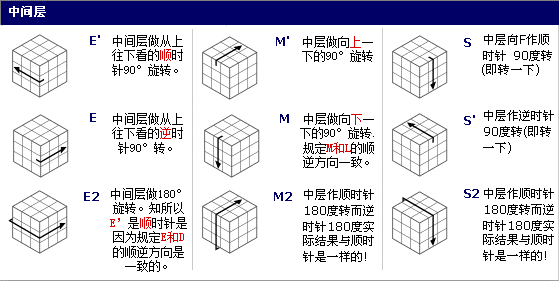 中间层
E'
中间层做从上
往下看的顺时
针90°旋转。
M'
中层做向上一
下的90°旋转
S
中层向F作顺
时针 90度转
(即转一下)
E
中间层做从上
往下看的逆时
针90°转。
M
中层做向下一
下的90°旋转.
规定M和L的顺
逆方向一致。
S'
中层作逆时针
90度转(即转
一下)
E2
中间层做180°
旋转。知所以
E’是顺时针是
因为规定E和D
的顺逆方向是
一致的。
M2
中层作顺时针
180度转而逆
时针180度实
际结果与顺时
针是一样的!
S2
中层作顺时针
180度转而逆
时针180度实
际结果与顺时
针是一样的!